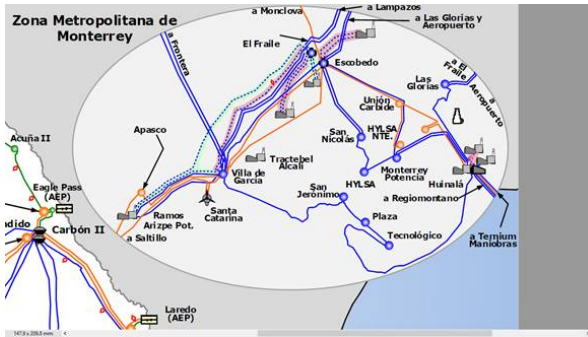 Zona Metropolitana de
Monterrey
a Monclova
a Lampazos
a Las Glorias y
Aeropuerto
a Frontera
El Fraile
Escobedo
Las
Glorias
a El
Fraile
Aeropuerto
a
Unión
Carbide
Acuña II
Apasco
San
Nicolás
HYLSA
NTE.
Tractebel
Alcali
Villa de
García
HYLSA
Monterrey
Potencia
Huinalá
Eagle Pass
(AEP)
San
Jerónimo
a Regiomontano
Ramos
Arizpe Pot.
Santa
Catarina
Plaza
a Saltillo
Carbón II
Tecnológico
a Ternium
Maniobras
Laredo
(AEP)